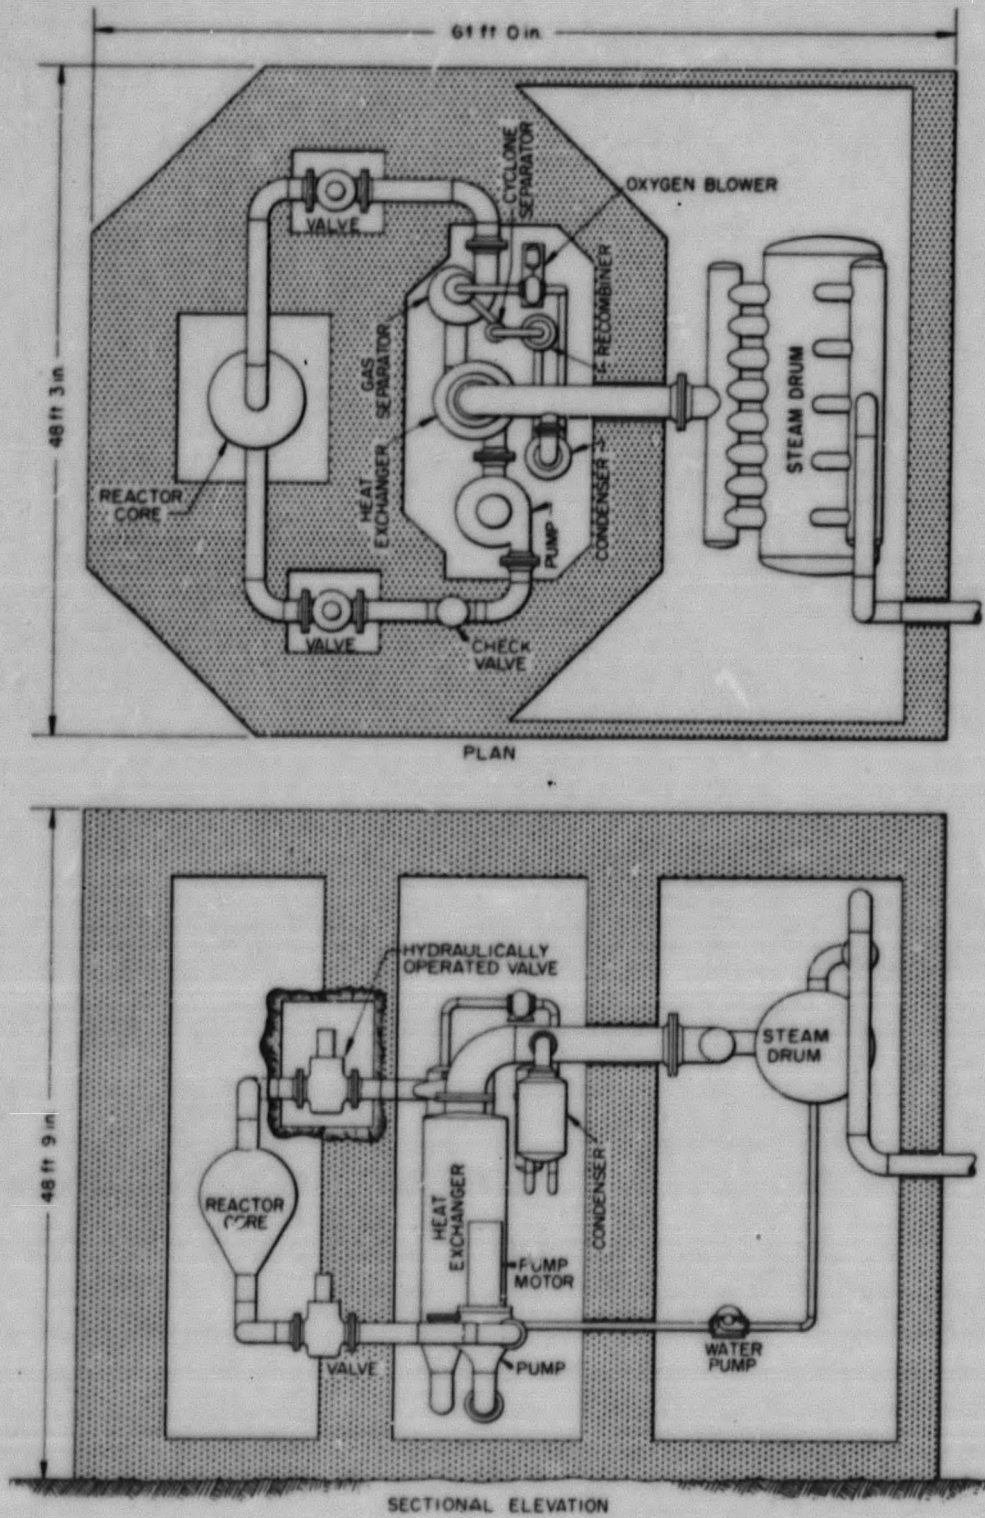 61 ft 0 in.
48 ft 3 in.
CYCLONE
SEPARATOR
OXYGEN BLOWER
VALVE
GAS
SEPARATOR
RECOMBINER
HEAT
EXCHANGER
STEAM DRUM
REACTOR
CORE
PUMP
CONDENSER
VALVE
CHECK
VALVE
PLAN
48 ft 9 in.
HYDRAULICALLY
OPERATED VALVE
STEAM
DRUM
REACTOR
CORE
HEAT
EXCHANGER
CONDENSER
PUMP
MOTOR
VALVE
PUMP
WATER
PUMP
SECTIONAL ELEVATION